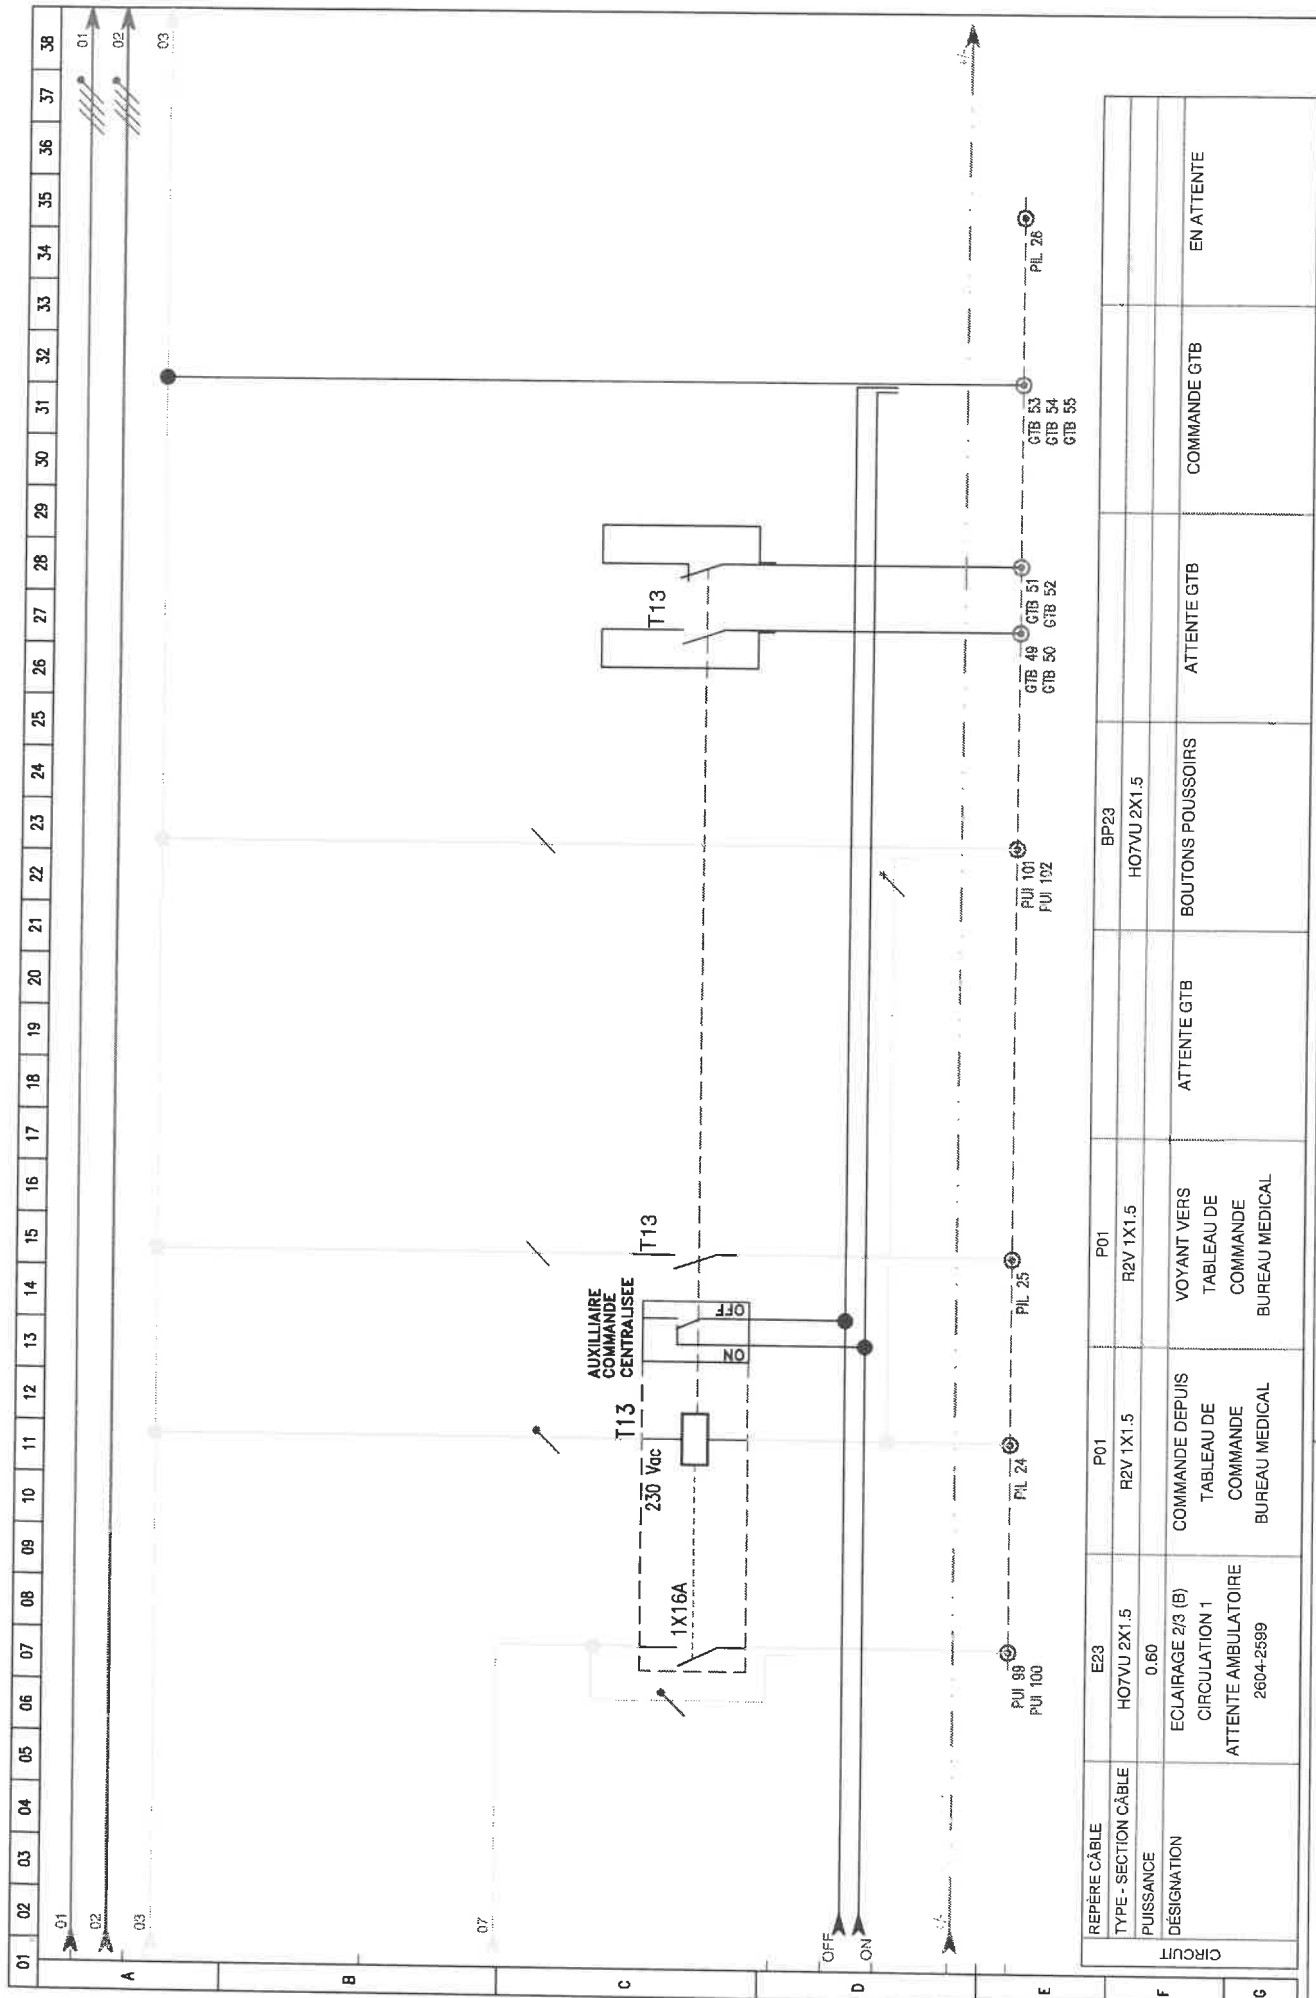 01 02 03 04 05 06 07 08 09 10 11 12 13 14 15 16 17 18 19 20 21 22 23 24 25 26 27 28 29 30 31 32 33 34 35 36 37 38
A
B
C
D
E
F
G
01
02
03
07
OFF
ON
01
02
03
1X16A
230 Vac
T13
AUXILLIAIRE
COMMANDE
CENTRALISEE
ON
OFF
T13
T13
PUI 99
PUI 100
PIL 24
PIL 25
PUI 101
PUI 102
GTB 49
GTB 50
GTB 51
GTB 52
GTB 53
GTB 54
GTB 55
PIL 26
CIRCUIT
REPÈRE CÂBLE E23 P01 P01 BP23
TYPE - SECTION CÂBLE HO7VU 2X1.5 R2V 1X1.5 R2V 1X1.5 HO7VU 2X1.5
PUISSANCE 0.60
DÉSIGNATION
ECLAIRAGE 2/3 (B)
CIRCULATION 1
ATTENTE AMBULATOIRE
2604-2599
COMMANDE DEPUIS
TABLEAU DE
COMMANDE
BUREAU MEDICAL
VOYANT VERS
TABLEAU DE
COMMANDE
BUREAU MEDICAL
ATTENTE GTB
BOUTONS POUSSOIRS
ATTENTE GTB
COMMANDE GTB
EN ATTENTE